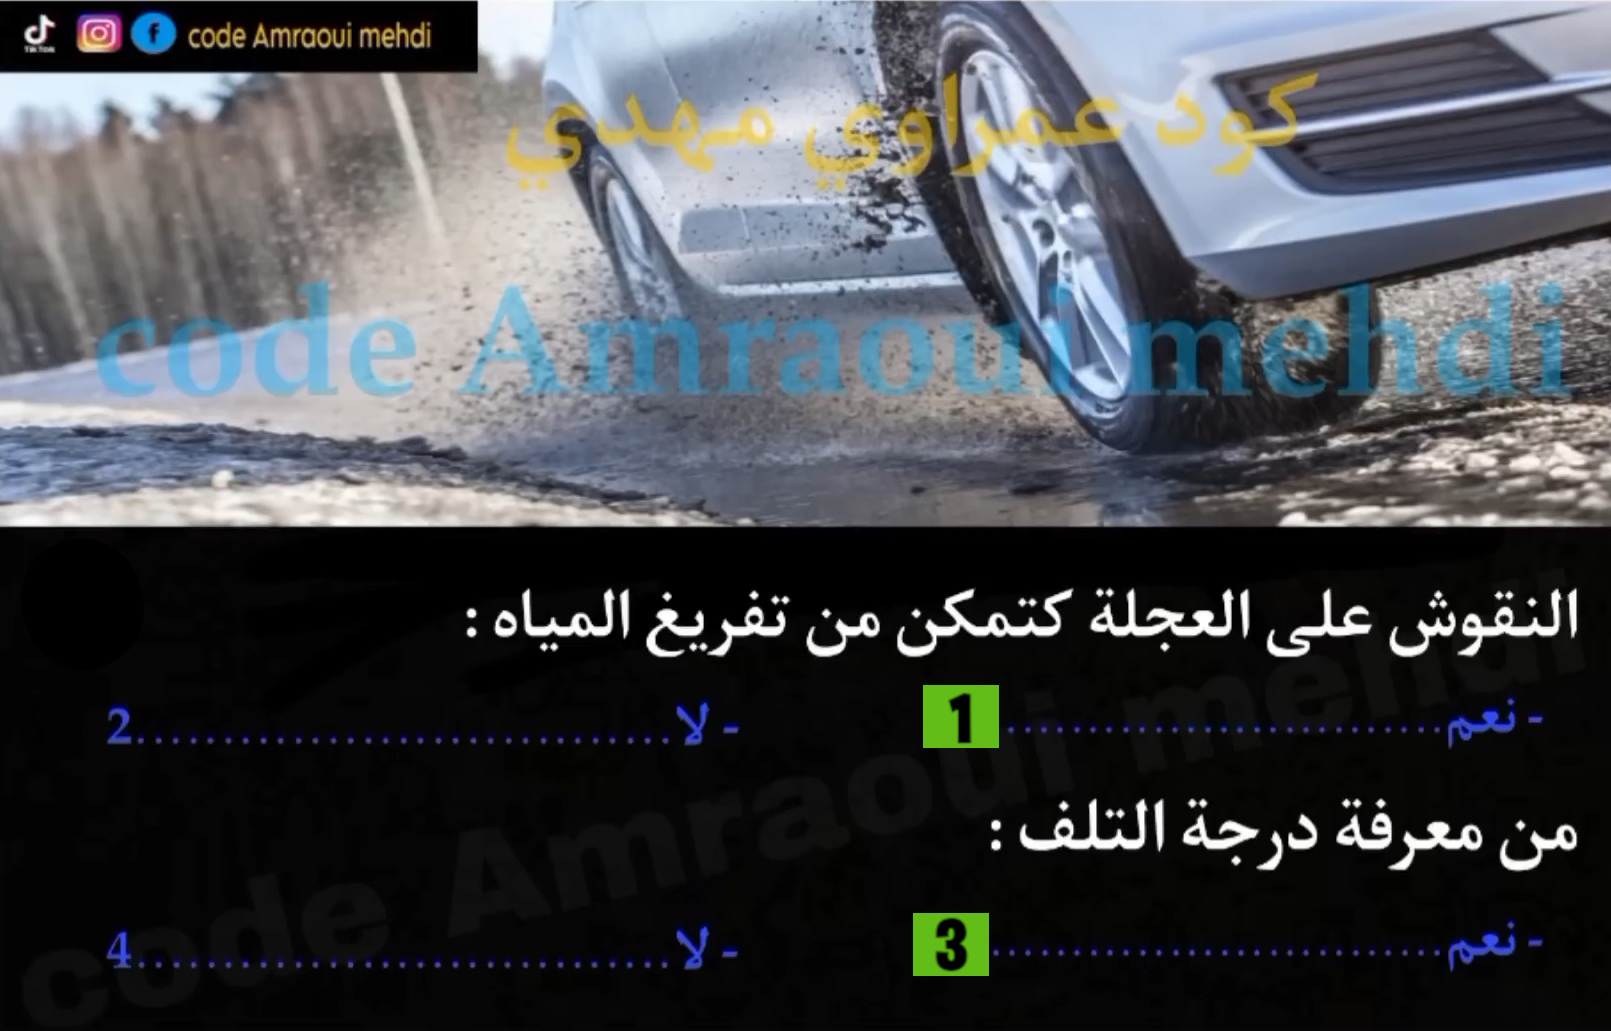 TikTok code Amraoui mehdi
كود عمراوي مهدي
code Amraoui mehdi
النقوش على العجلة كتمكن من تفريغ المياه :
- نعم.......................... 1 - لا................................2
من معرفة درجة التلف :
- نعم.......................... 3 - لا................................4
code Amraoui mehdi